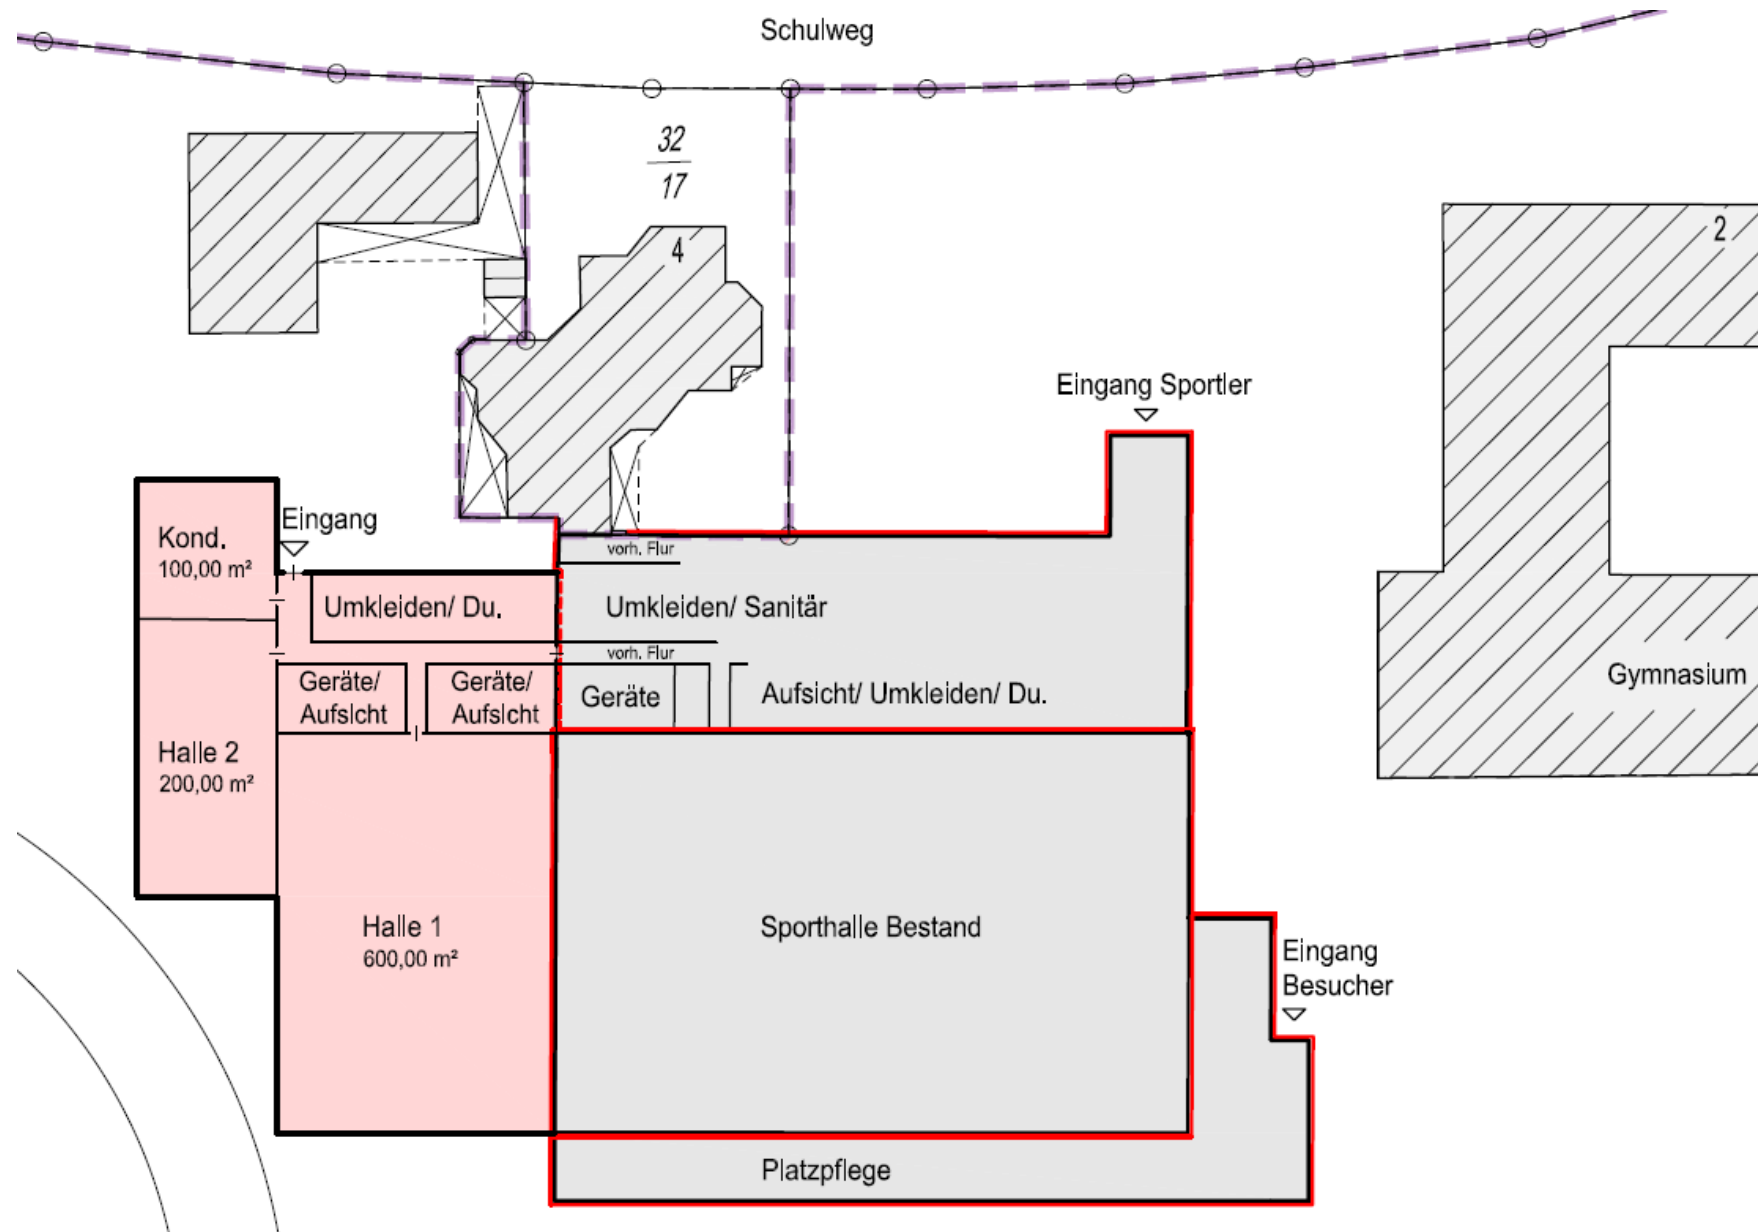 Schulweg
32
17
2
4
Eingang Sportler
Eingang
Kond.
100,00 m²
vorh. Flur
Umkleiden/ Du.
Umkleiden/ Sanitär
vorh. Flur
Geräte/
Aufsicht
Geräte/
Aufsicht
Geräte
Aufsicht/ Umkleiden/ Du.
Gymnasium
Halle 2
200,00 m²
Halle 1
600,00 m²
Sporthalle Bestand
Eingang
Besucher
Platzpflege